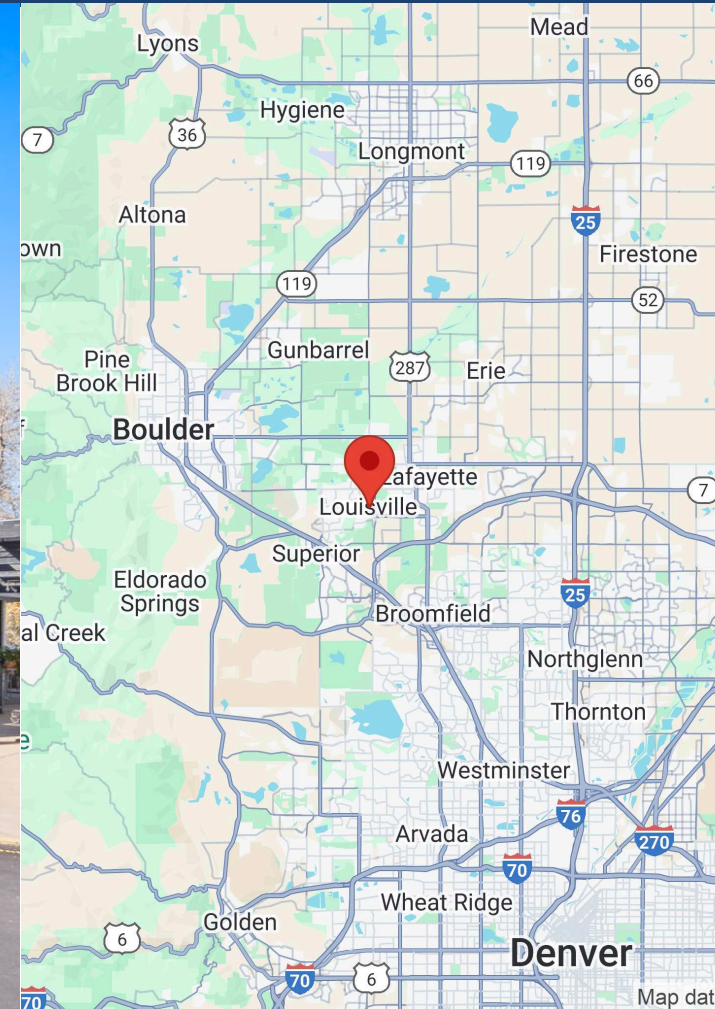 Mead
Lyons
66
Hygiene
36
7
Longmont
119
Altona
25
own
Firestone
119
52
Gunbarrel
Pine
Brook Hill
287
Erie
Boulder
Lafayette
7
Louisville
Superior
Eldorado
Springs
25
Broomfield
al Creek
Northglenn
Thornton
e
Westminster
76
Arvada
270
70
Wheat Ridge
Golden
6
Denver
70
6
70
Map dat